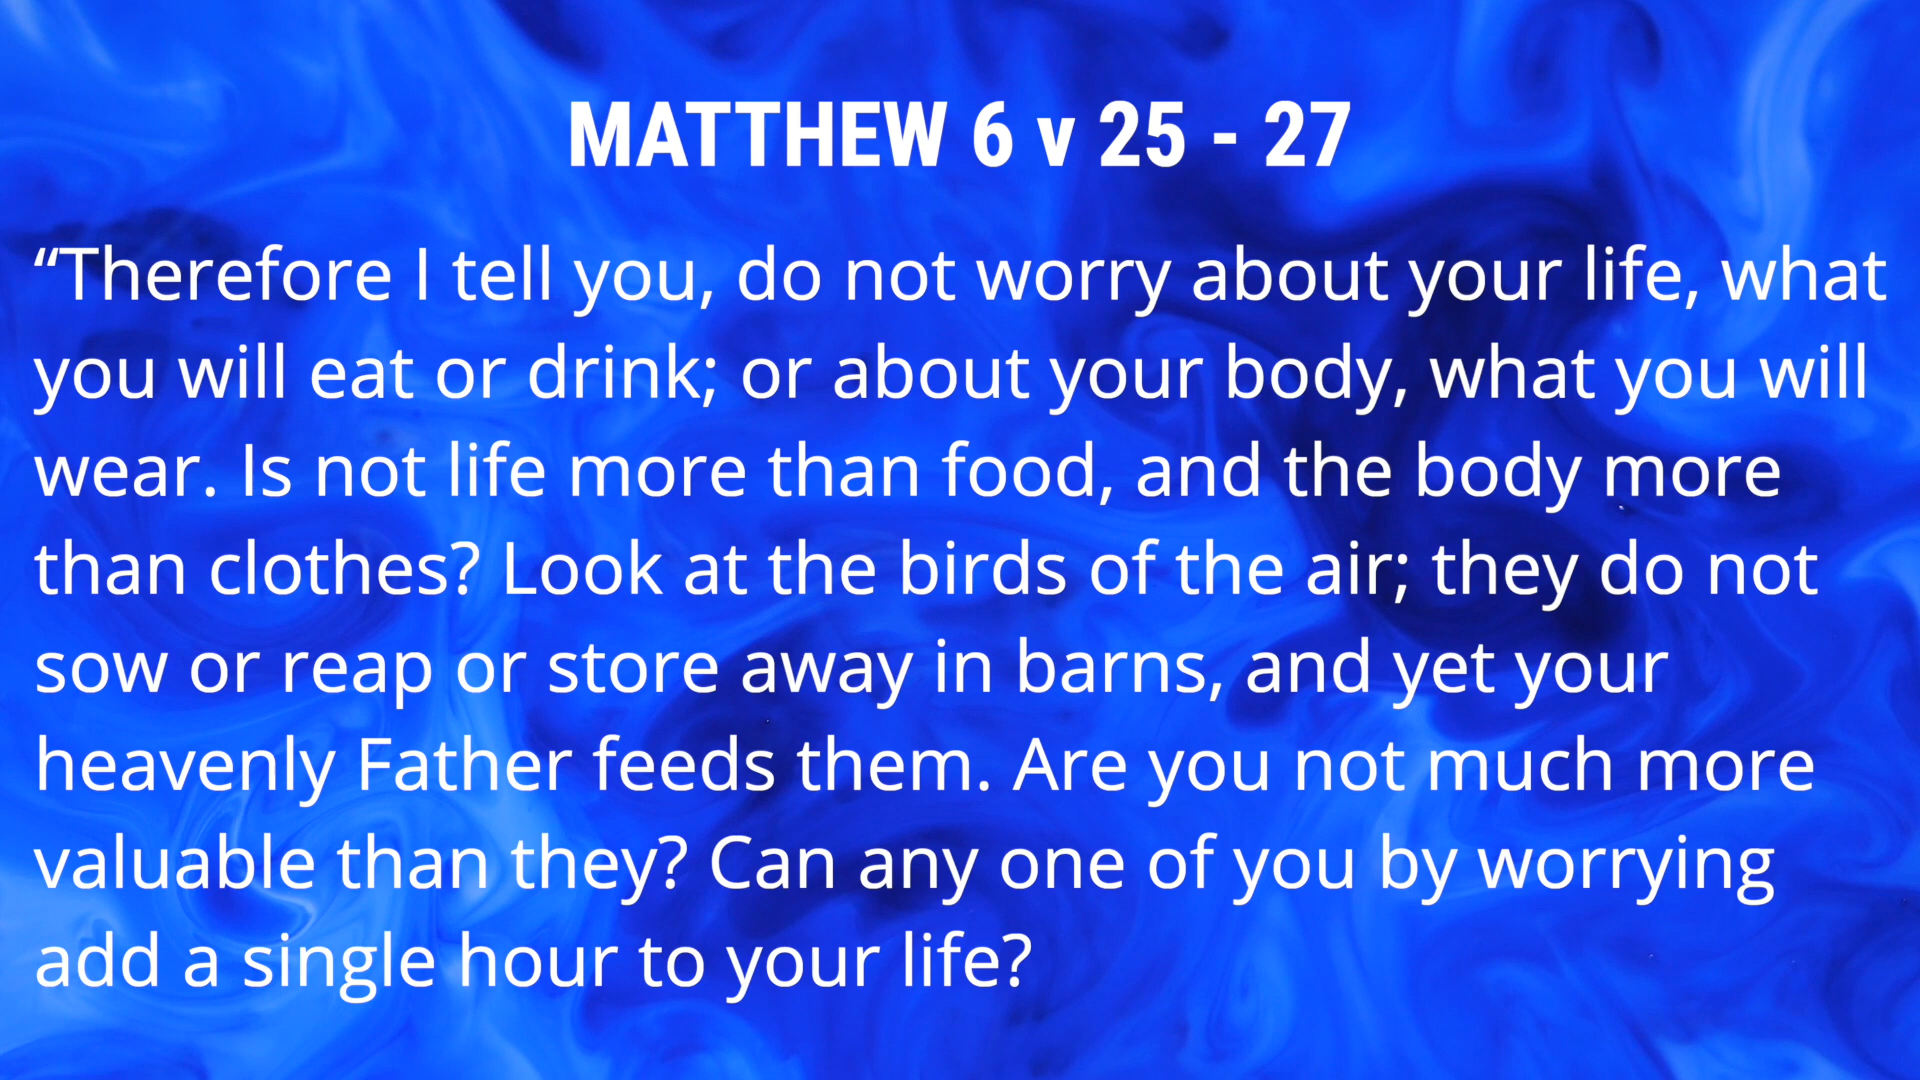 MATTHEW 6 v 25 - 27
“Therefore I tell you, do not worry about your life, what
you will eat or drink; or about your body, what you will
wear. Is not life more than food, and the body more
than clothes? Look at the birds of the air; they do not
sow or reap or store away in barns, and yet your
heavenly Father feeds them. Are you not much more
valuable than they? Can any one of you by worrying
add a single hour to your life?